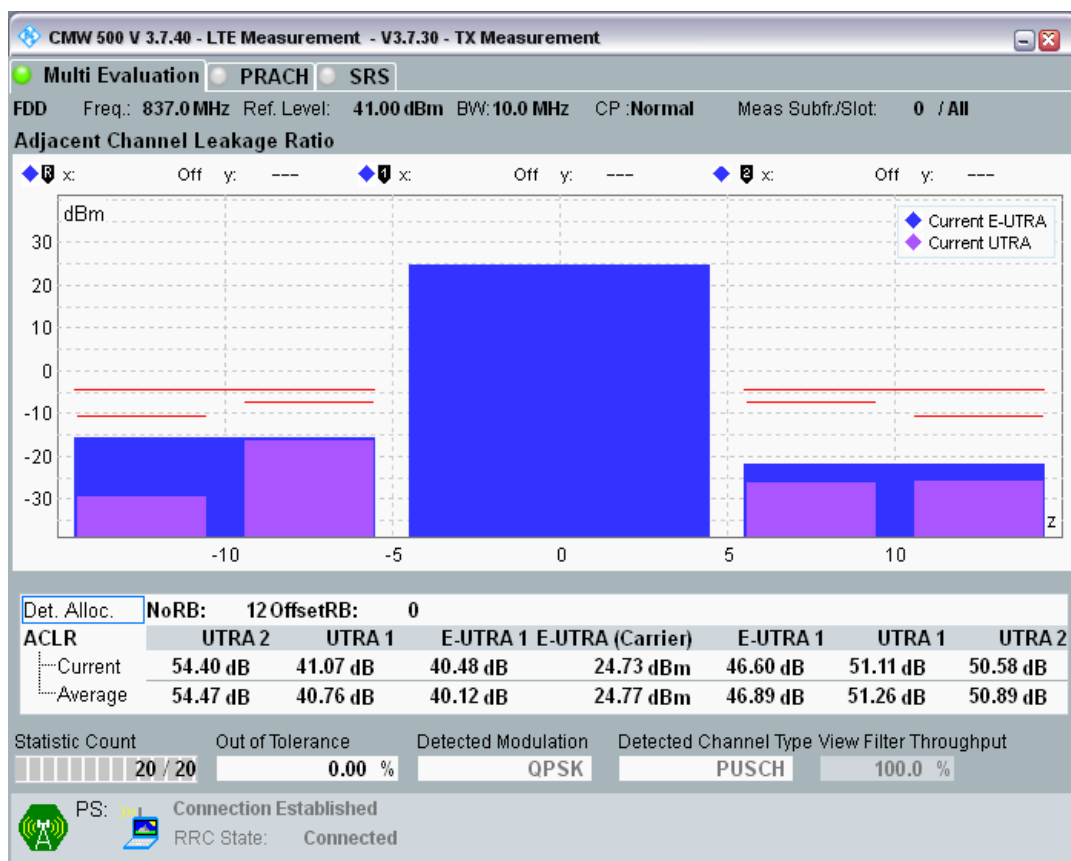 CMW 500 V 3.7.40 - LTE Measurement - V3.7.30 - TX Measurement
Multi Evaluation PRACH SRS
FDD Freq.: 837.0 MHz Ref. Level: 41.00 dBm BW: 10.0 MHz CP :Normal Meas Subfr./Slot: 0 / All
Adjacent Channel Leakage Ratio
R x: Off y: --- 1 x: Off y: --- 2 x: Off y: ---
dBm
Current E-UTRA
Current UTRA
30
20
10
0
-10
-20
-30
z
-10 -5 0 5 10
Det. Alloc. NoRB: 12 OffsetRB: 0
ACLR UTRA 2 UTRA 1 E-UTRA 1 E-UTRA (Carrier) E-UTRA 1 UTRA 1 UTRA 2
Current 54.40 dB 41.07 dB 40.48 dB 24.73 dBm 46.60 dB 51.11 dB 50.58 dB
Average 54.47 dB 40.76 dB 40.12 dB 24.77 dBm 46.89 dB 51.26 dB 50.89 dB
Statistic Count Out of Tolerance Detected Modulation Detected Channel Type View Filter Throughput
20 / 20 0.00 % QPSK PUSCH 100.0 %
PS: Connection Established
RRC State: Connected